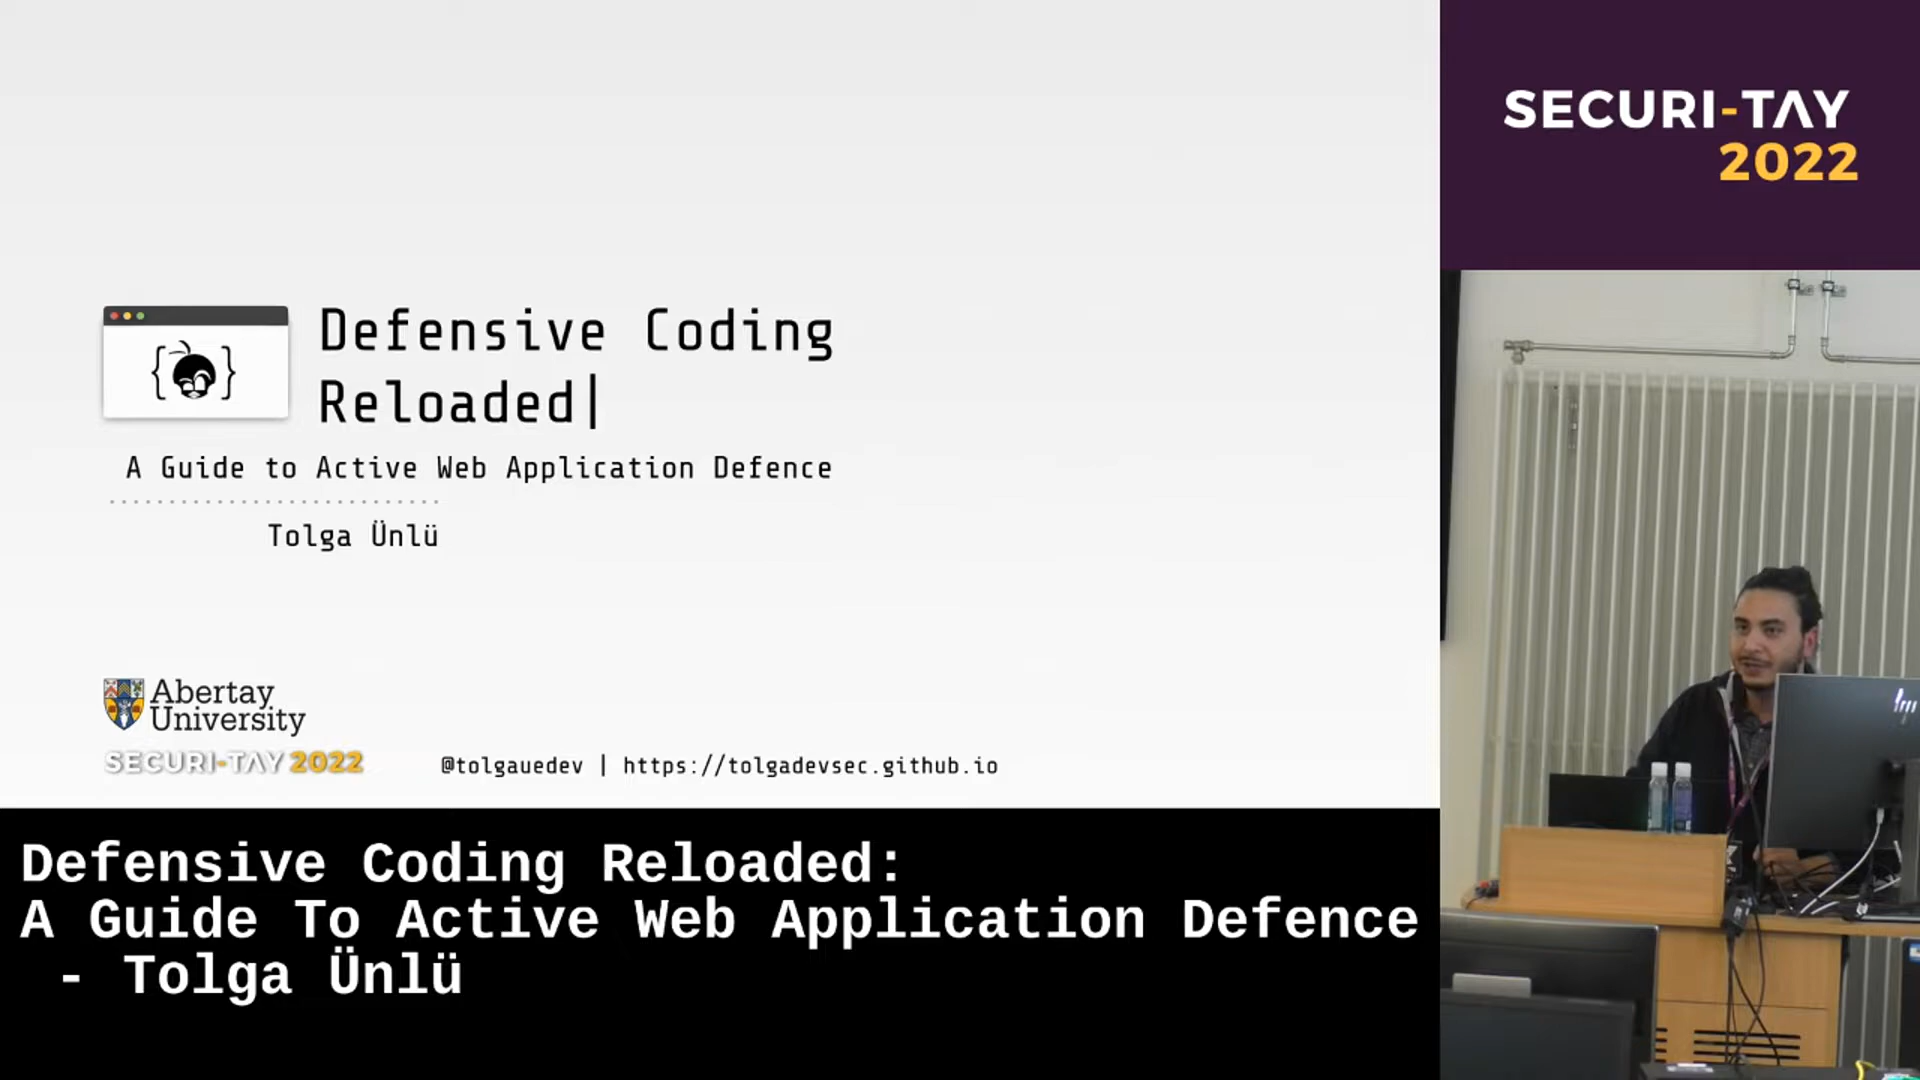 Defensive Coding
Reloaded|
A Guide to Active Web Application Defence
Tolga Ünlü
Abertay
University
SECURI-TAY 2022
@tolgauedev | https://tolgadevsec.github.io
SECURI-TAY
2022
hp
Defensive Coding Reloaded:
A Guide To Active Web Application Defence
- Tolga Ünlü